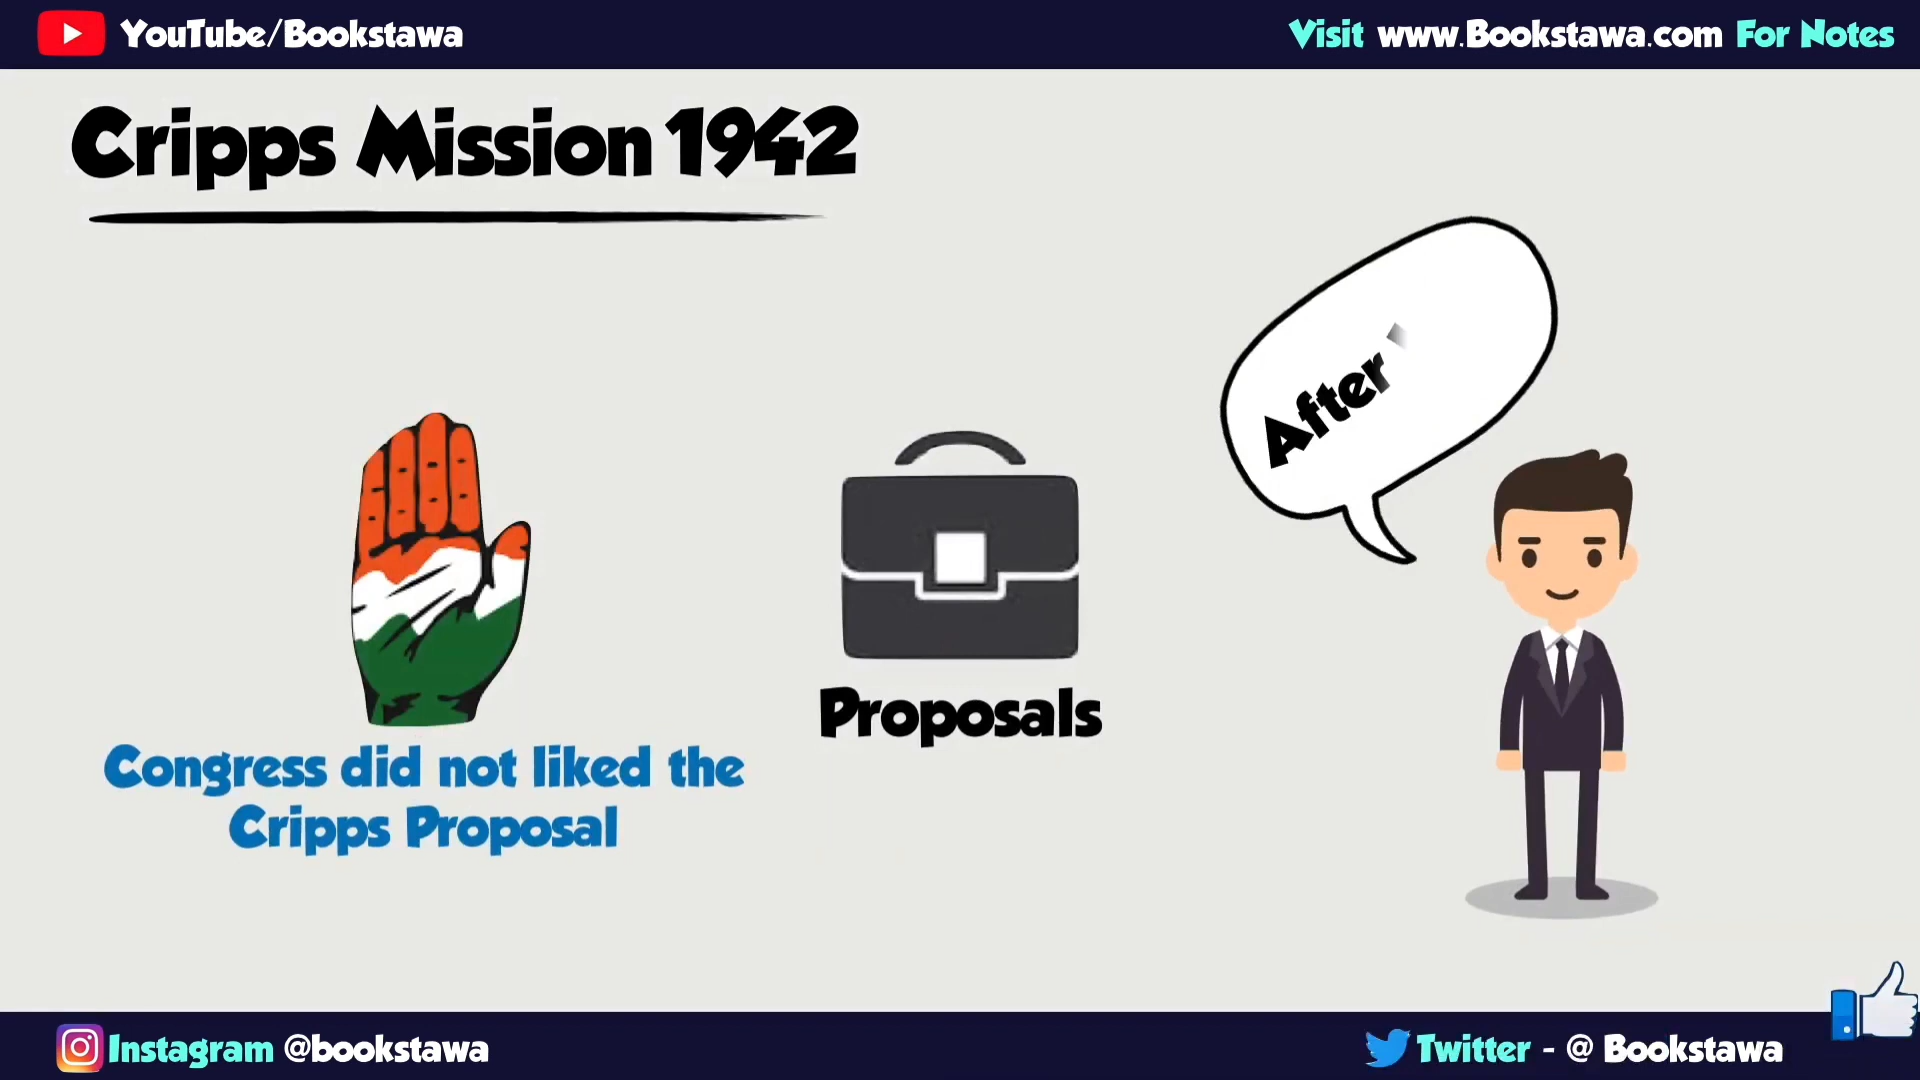 YouTube/Bookstawa
Visit www.Bookstawa.com For Notes
Cripps Mission 1942
After
Proposals
Congress did not liked the
Cripps Proposal
Instagram @bookstawa
Twitter - @ Bookstawa